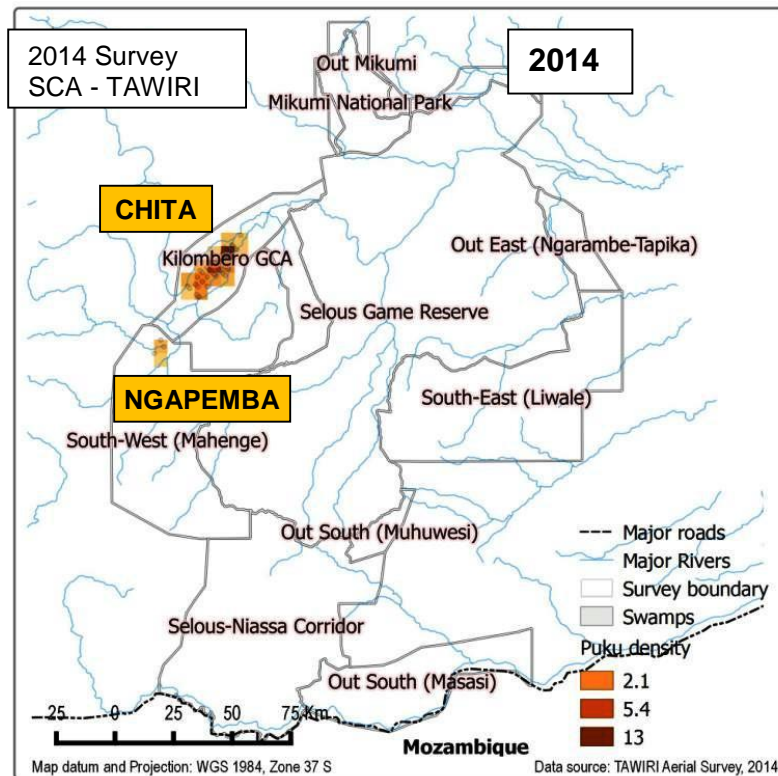 2014 Survey
SCA - TAWIRI
2014
Out Mikumi
Mikumi National Park
CHITA
Kilombero GCA
Out East (Ngarambe-Tapika)
Selous Game Reserve
NGAPEMBA
South-East (Liwale)
South-West (Mahenge)
Out South (Muhuwesi)
Selous-Niassa Corridor
Out South (Masasi)
Major roads
Major Rivers
Survey boundary
Swamps
Puku density
2.1
5.4
13
25 0 25 50 75 Km
Mozambique
Map datum and Projection: WGS 1984, Zone 37 S
Data source: TAWIRI Aerial Survey, 2014